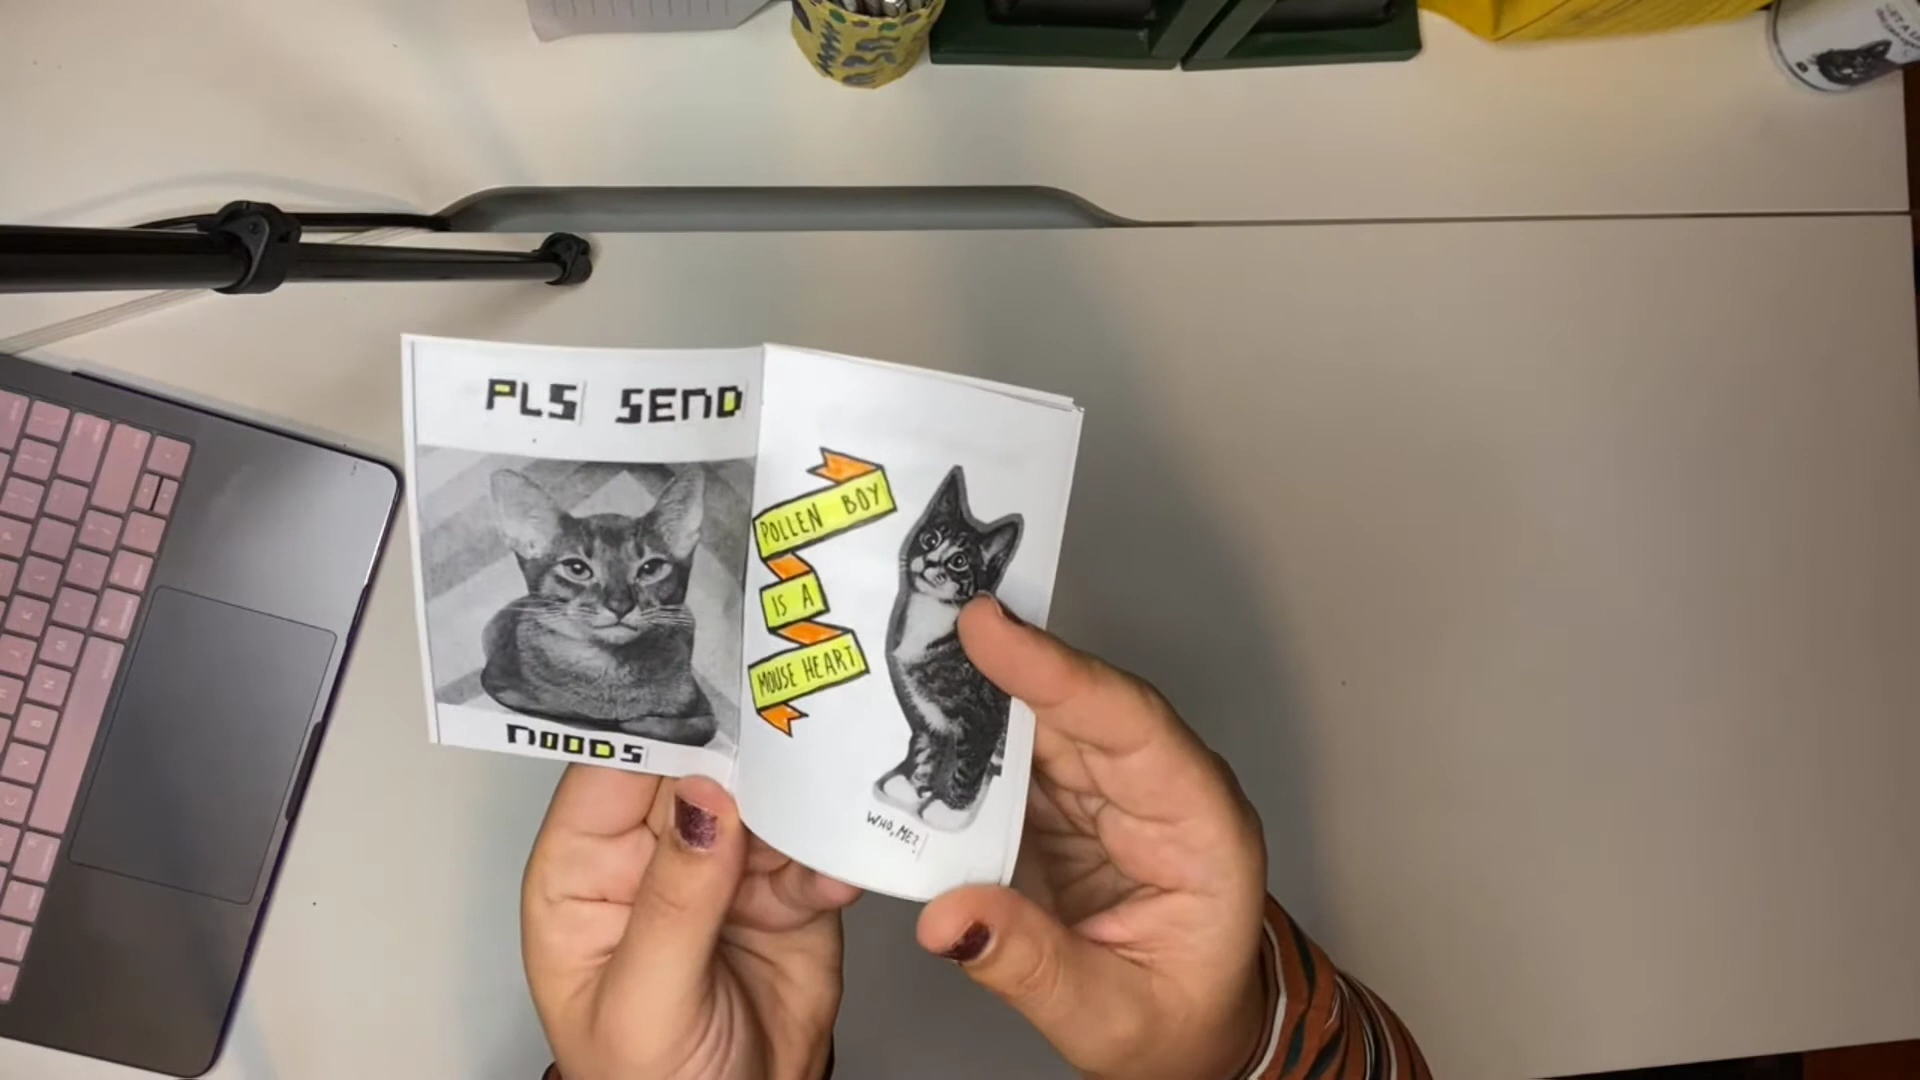 PLS SEND
NOODS
POLLEN BOY
IS A
MOUSE HEART
WHO, ME?